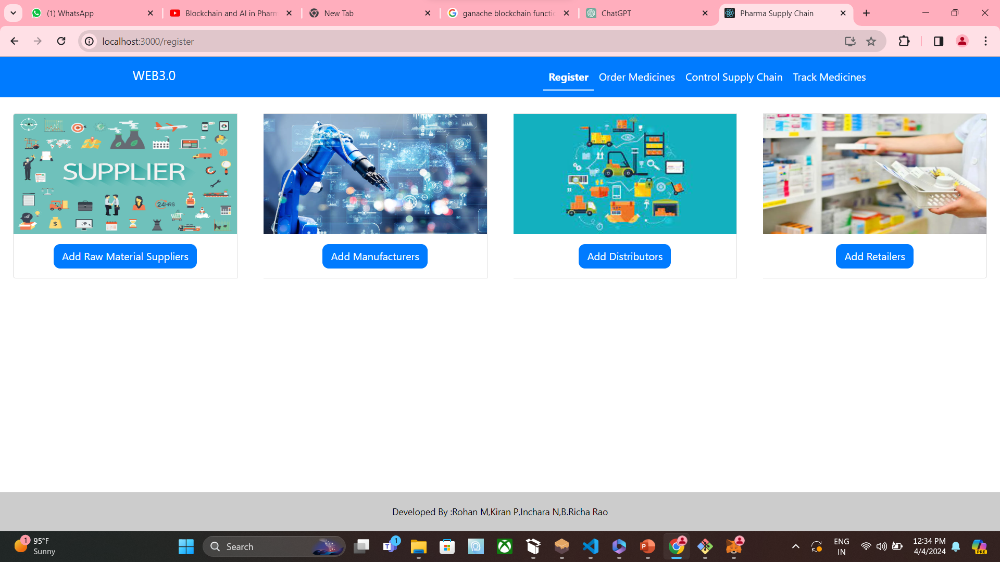 (1) WhatsApp
Blockchain and AI in Pharm
New Tab
ganache blockchain functio
ChatGPT
Pharma Supply Chain
localhost:3000/register
WEB3.0
Register
Order Medicines
Control Supply Chain
Track Medicines
SUPPLIER
24HRS
Add Raw Material Suppliers
Add Manufacturers
Add Distributors
Add Retailers
Developed By :Rohan M,Kiran P,Inchara N,B.Richa Rao
1
95°F
Sunny
Search
1
ENG
IN
12:34 PM
4/4/2024
PRE